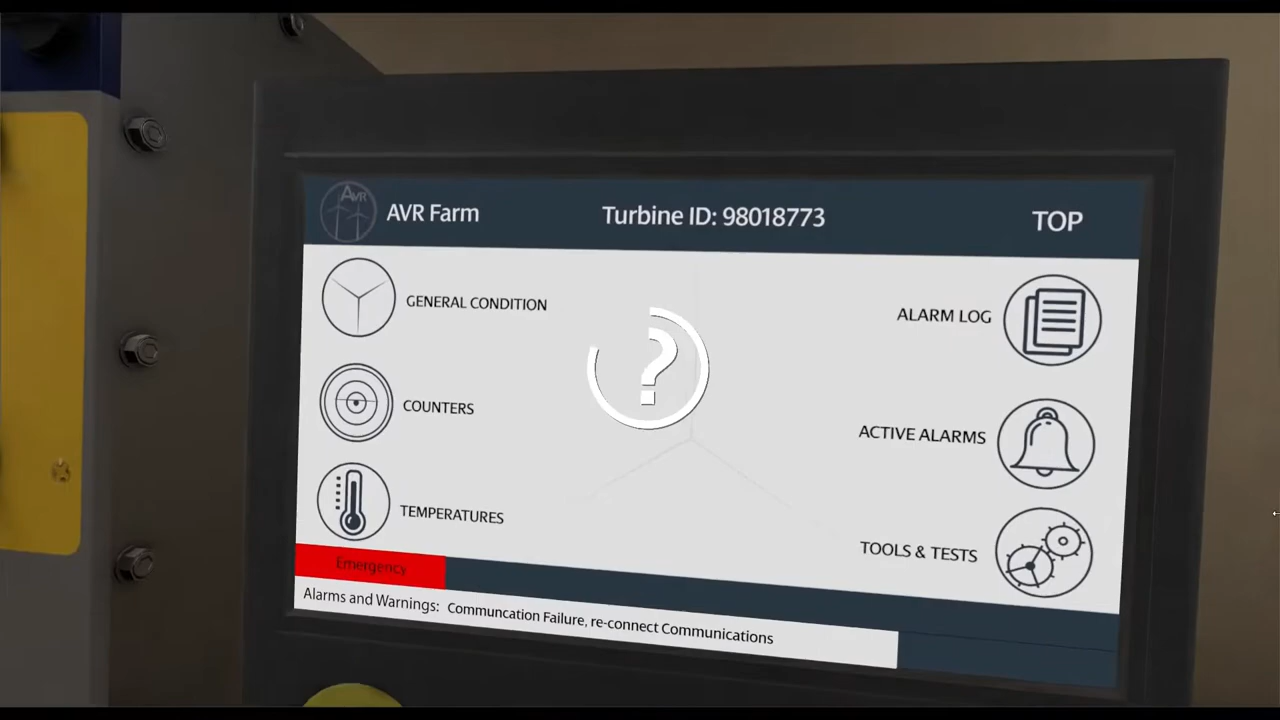 AVR
AVR Farm
Turbine ID: 98018773
TOP
GENERAL CONDITION
ALARM LOG
?
COUNTERS
ACTIVE ALARMS
TEMPERATURES
TOOLS & TESTS
Emergency
Alarms and Warnings: Communcation Failure, re-connect Communications